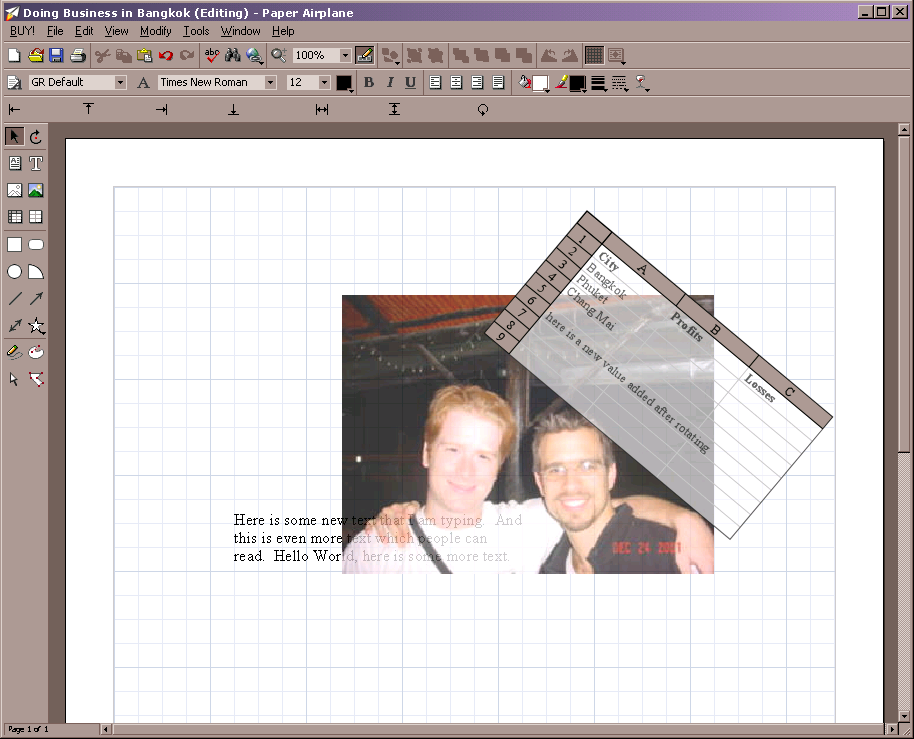 Doing Business in Bangkok (Editing) - Paper Airplane
BUY! File Edit View Modify Tools Window Help
abc 100%
GR Default A Times New Roman 12 B I U
T
A B C
1 City Profits Losses
2 Bangkok
3 Phuket
4 Chang Mai
5
6 here is a new value added after rotating
7
8
9
Here is some new text that I am typing. And
this is even more text which people can
read. Hello World, here is some more text.
DEC 24 2001
Page 1 of 1